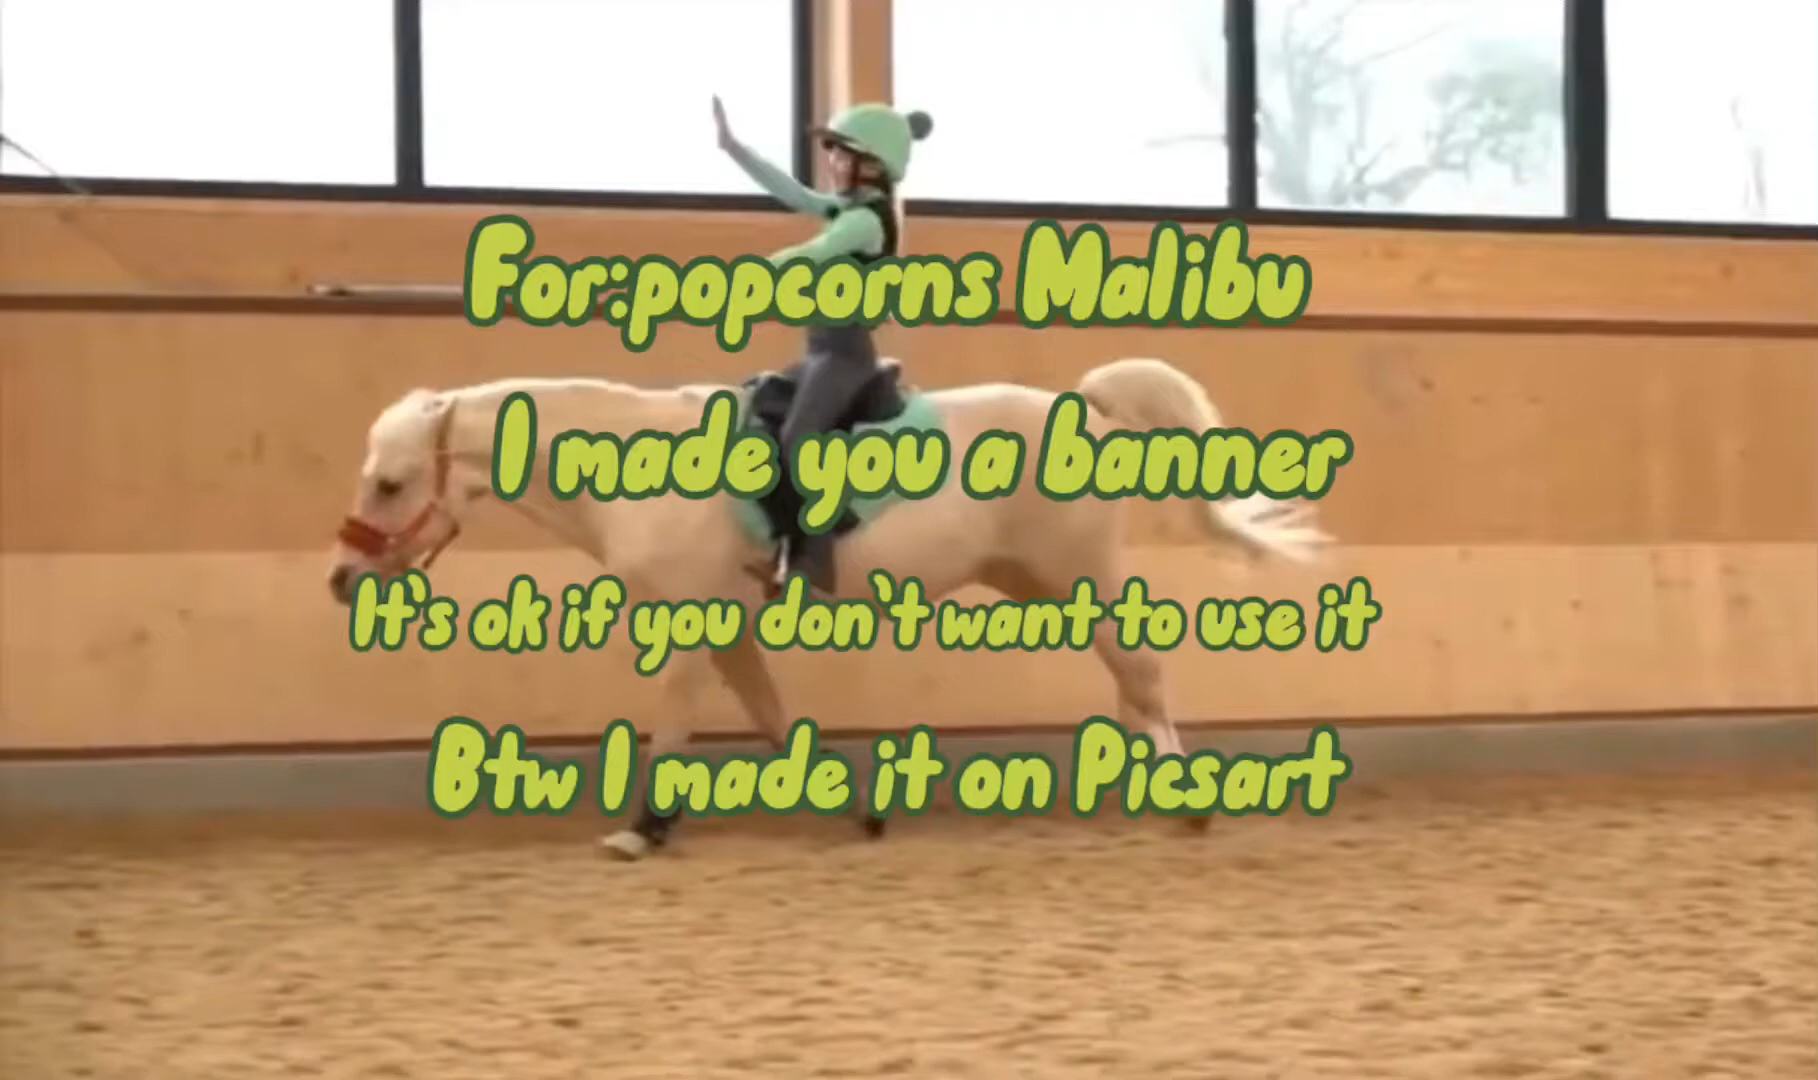 For:popcorns Malibu
I made you a banner
It's ok if you don't want to use it
Btw I made it on Picsart